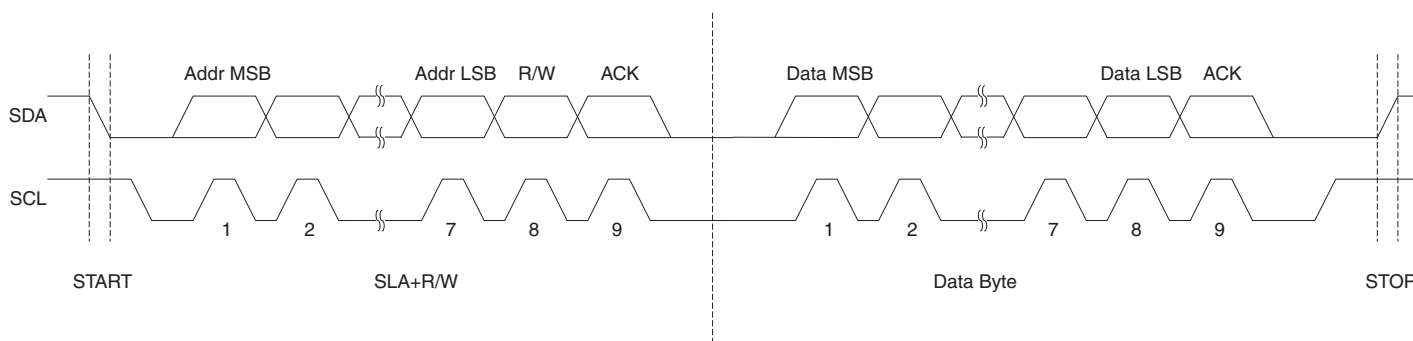 Addr MSB Addr LSB R/W ACK Data MSB Data LSB ACK
SDA
SCL
1 2 7 8 9 1 2 7 8 9
START SLA+R/W Data Byte STOP